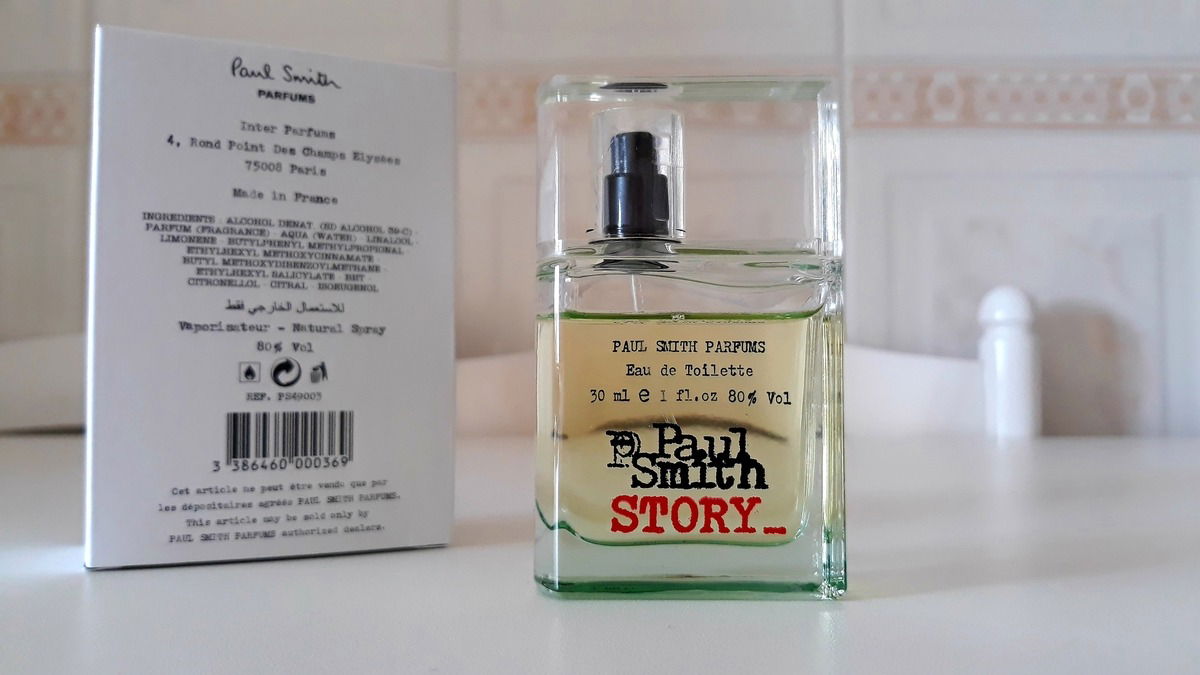 Paul Smith
PARFUMS
Inter Parfums
4, Rond Point Des Champs Elysées
75008 Paris
Made in France
INGREDIENTS : ALCOHOL DENAT. (SD ALCOHOL 39-C) ·
PARFUM (FRAGRANCE) · AQUA (WATER) · LINALOOL ·
LIMONENE · BUTYLPHENYL METHYLPROPIONAL
ETHYLHEXYL METHOXYCINNAMATE ·
BUTYL METHOXYDIBENZOYLMETHANE ·
ETHYLHEXYL SALICYLATE · BHT ·
CITRONELLOL · CITRAL · ISOEUGENOL
للاستعمال الخارجي فقط
Vaporisateur - Natural Spray
80% Vol
REF. PS49003
3 386460 000369
Cet article ne peut être vendu que par
les dépositaires agréés PAUL SMITH PARFUMS.
This article may be sold only by
PAUL SMITH PARFUMS authorized dealers.
PAUL SMITH PARFUMS
Eau de Toilette
30 ml e 1 fl.oz 80% Vol
Paul
Smith
STORY_